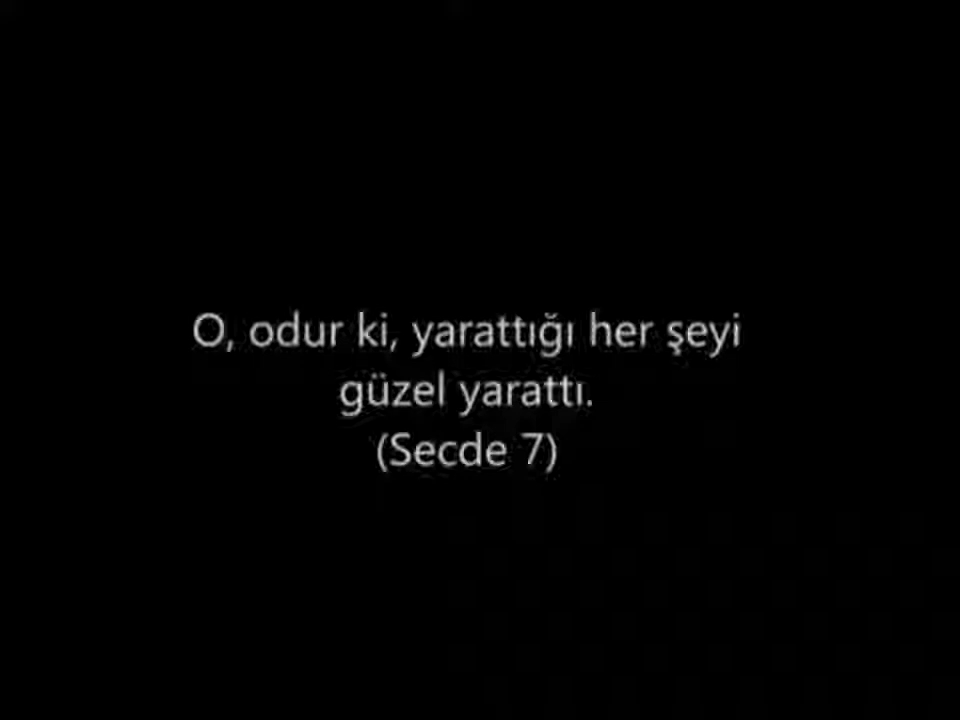 O, odur ki, yarattığı her şeyi
güzel yarattı.
(Secde 7)